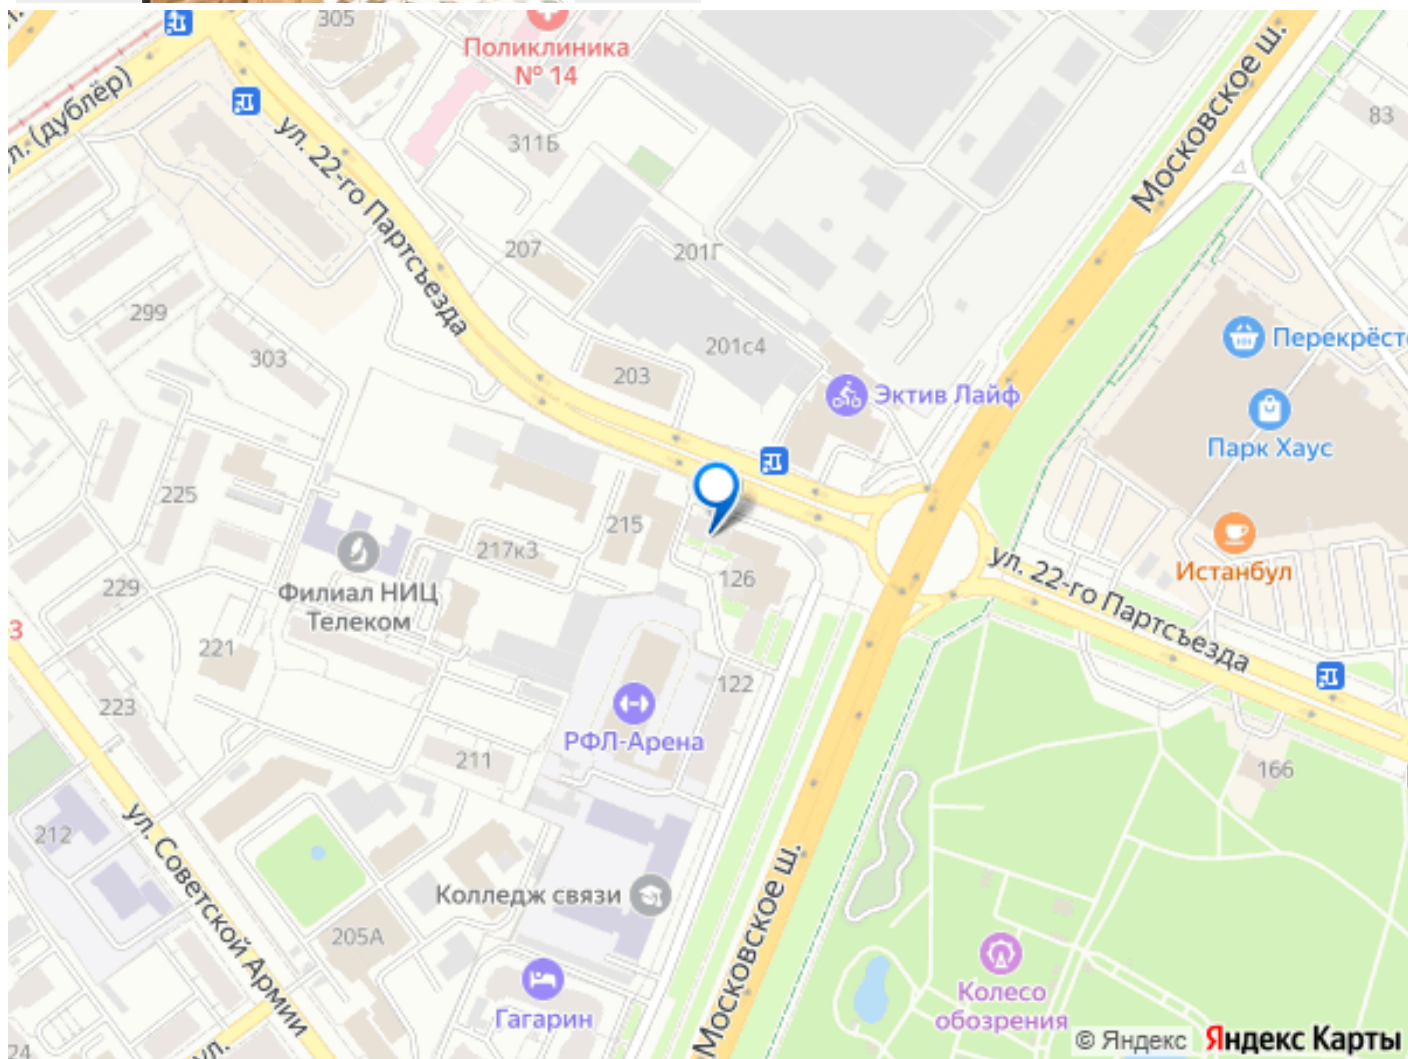 305
Поликлиника
№ 14
л. (дублёр)
ул. 22-го Партсъезда
311Б
Московское ш.
83
207
201Г
299
303
201с4
203
Эктив Лайф
Перекрёст
Парк Хаус
225
215
217к3
126
Истанбул
Филиал НИЦ
Телеком
229
ул. 22-го Партсъезда
3
221
223
122
РФЛ-Арена
211
166
212
ул. Советской Армии
Колледж связи
205А
Московское ш.
Гагарин
Колесо
обозрения
24
ул.
© Яндекс Яндекс Карты